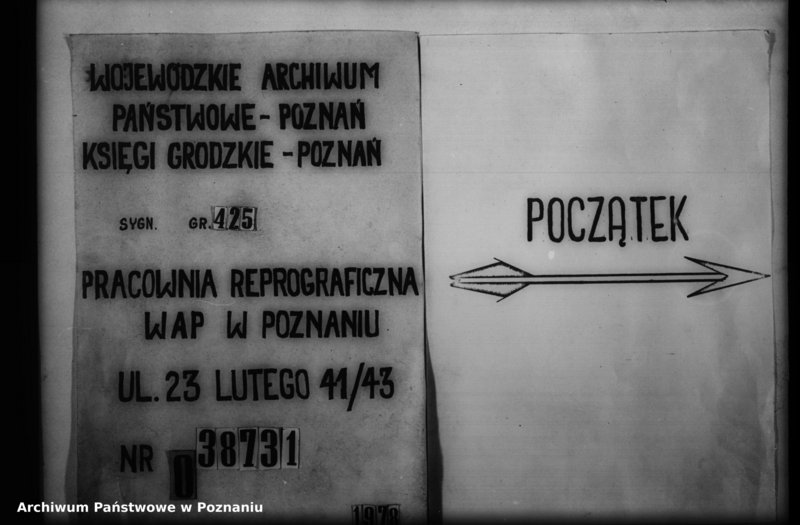 WOJEWÓDZKIE ARCHIWUM
PAŃSTWOWE - POZNAŃ
KSIĘGI GRODZKIE - POZNAŃ
SYGN. GR. 425
PRACOWNIA REPROGRAFICZNA
WAP W POZNANIU
UL. 23 LUTEGO 41/43
NR 0 38731
1978
POCZĄTEK
Archiwum Państwowe w Poznaniu